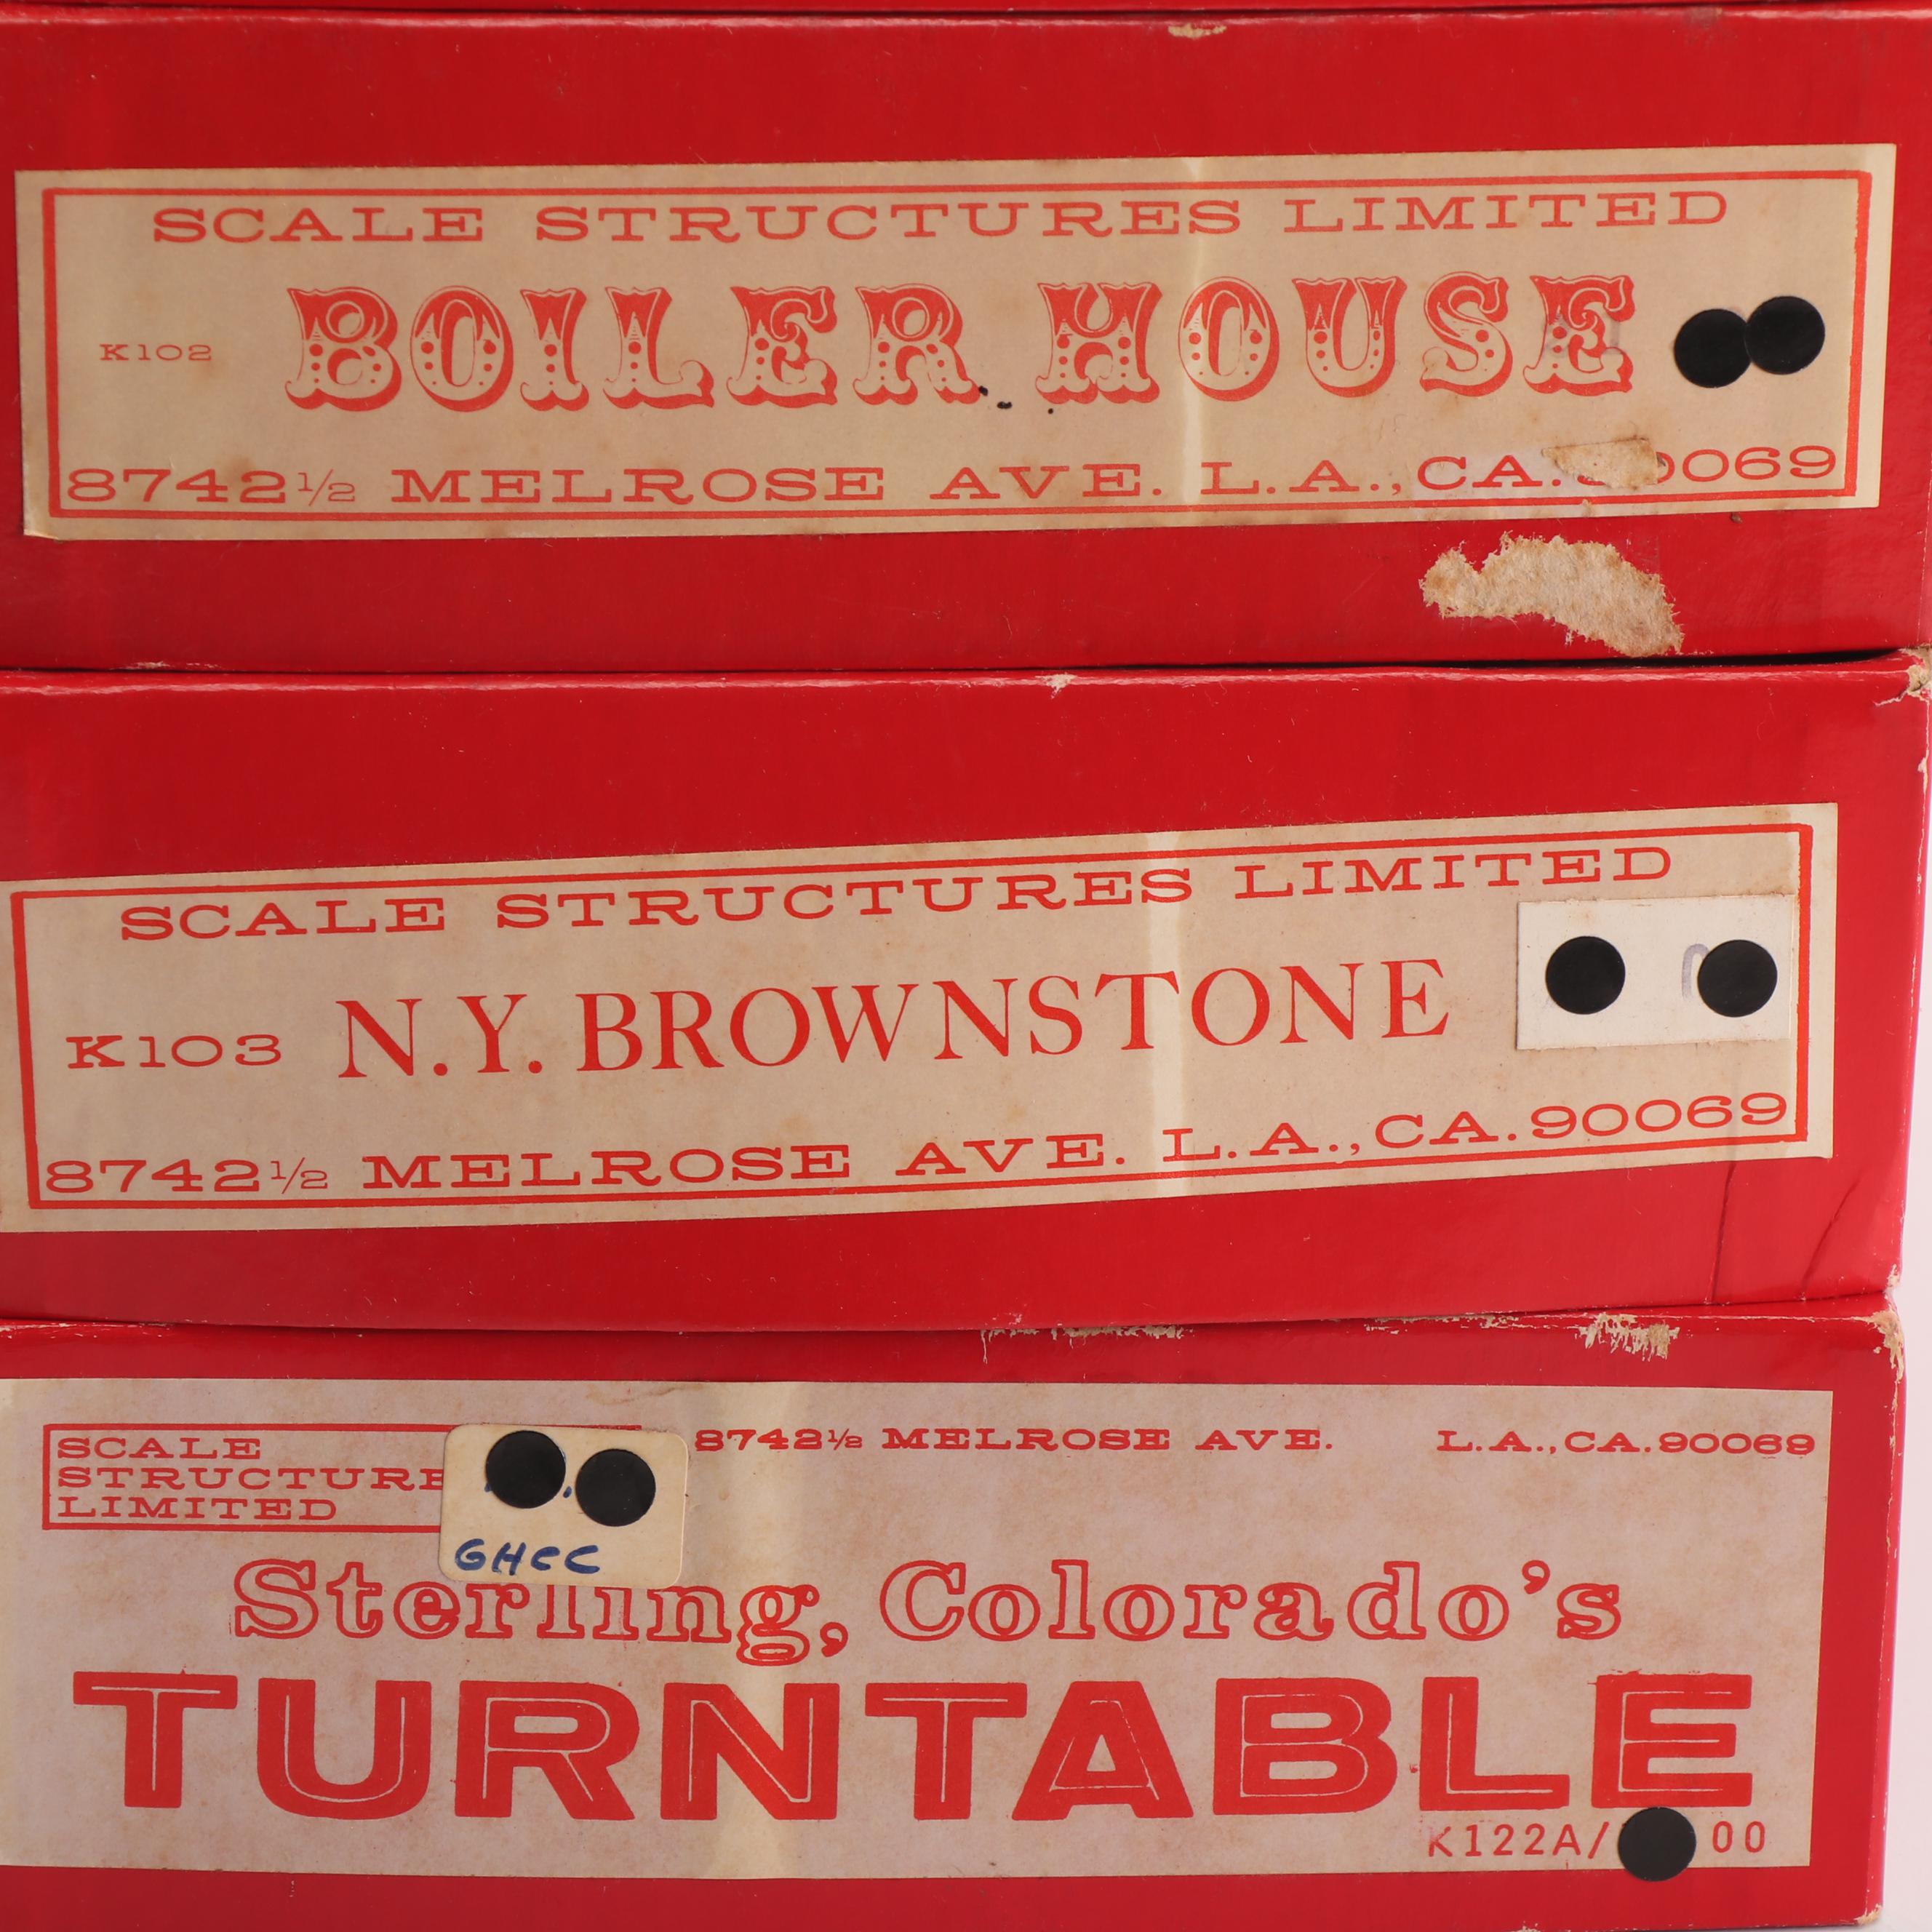 SCALE STRUCTURES LIMITED
K102 BOILER HOUSE
8742½ MELROSE AVE. L.A., CA. 0069
SCALE STRUCTURES LIMITED
K103 N.Y. BROWNSTONE
8742½ MELROSE AVE. L.A., CA. 90069
SCALE
STRUCTURE
LIMITED
8742½ MELROSE AVE. L.A., CA. 90069
GHCC
Sterling, Colorado's
TURNTABLE
K122A/ 00